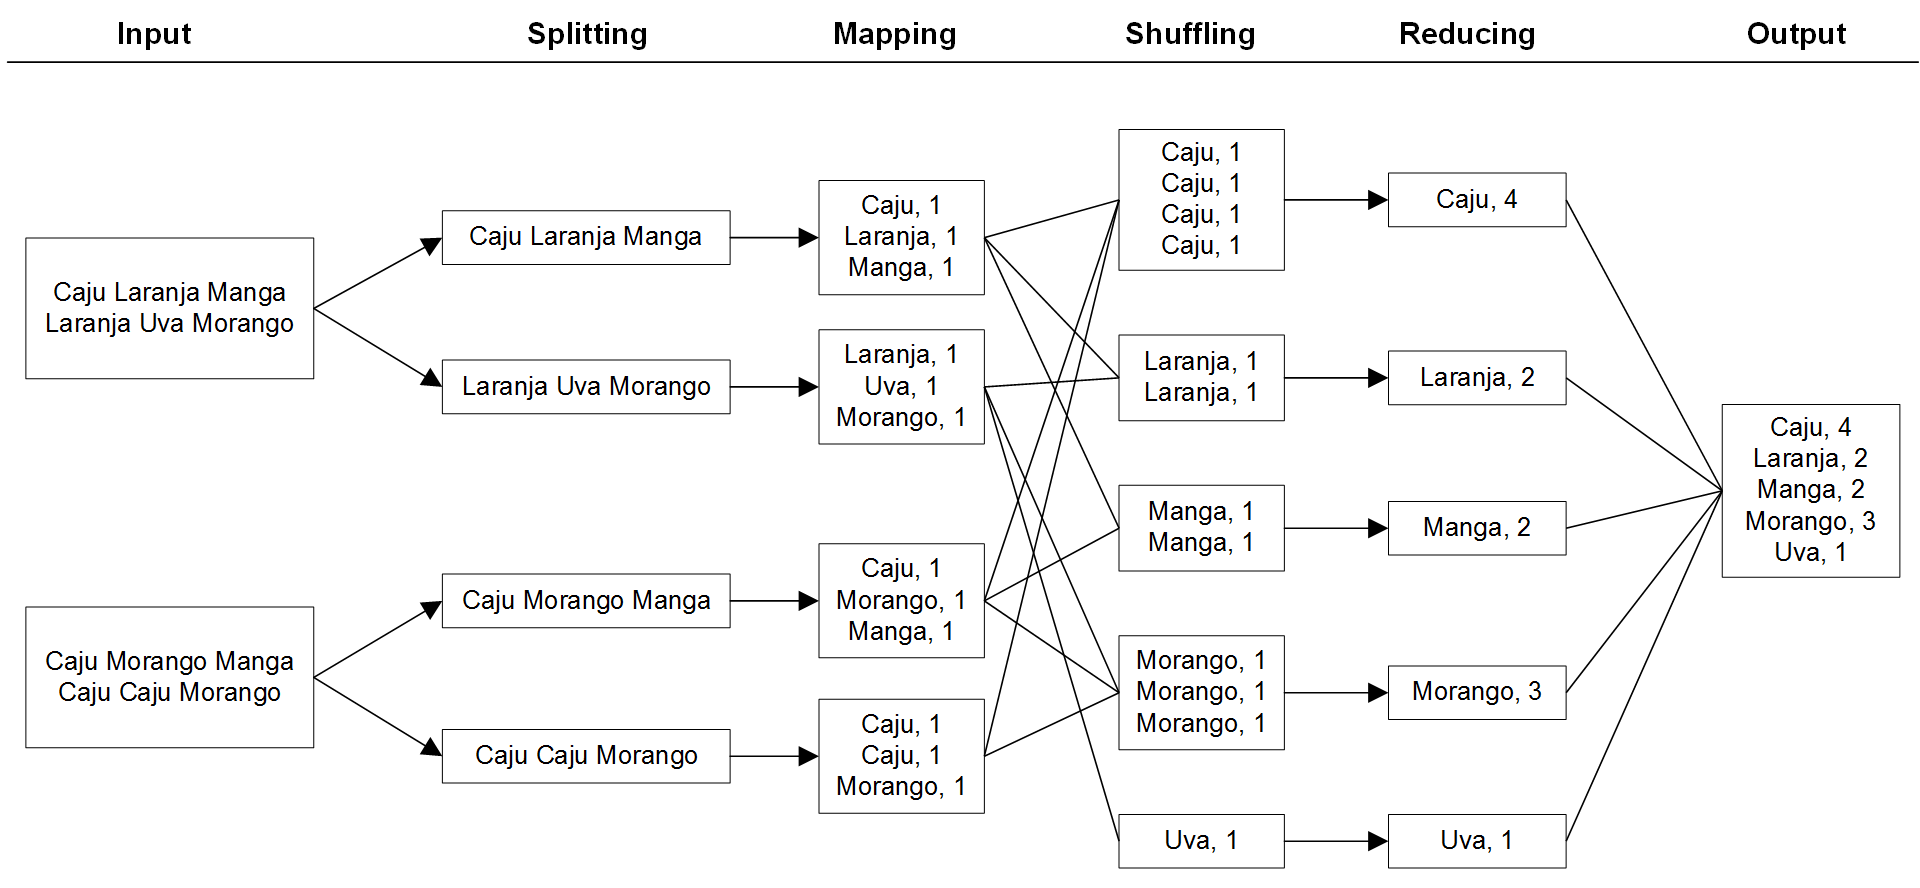 Input
Splitting
Mapping
Shuffling
Reducing
Output
Caju Laranja Manga
Laranja Uva Morango
Caju Morango Manga
Caju Caju Morango
Caju Laranja Manga
Laranja Uva Morango
Caju Morango Manga
Caju Caju Morango
Caju, 1
Laranja, 1
Manga, 1
Laranja, 1
Uva, 1
Morango, 1
Caju, 1
Morango, 1
Manga, 1
Caju, 1
Caju, 1
Morango, 1
Caju, 1
Caju, 1
Caju, 1
Caju, 1
Laranja, 1
Laranja, 1
Manga, 1
Manga, 1
Morango, 1
Morango, 1
Morango, 1
Uva, 1
Caju, 4
Laranja, 2
Manga, 2
Morango, 3
Uva, 1
Caju, 4
Laranja, 2
Manga, 2
Morango, 3
Uva, 1